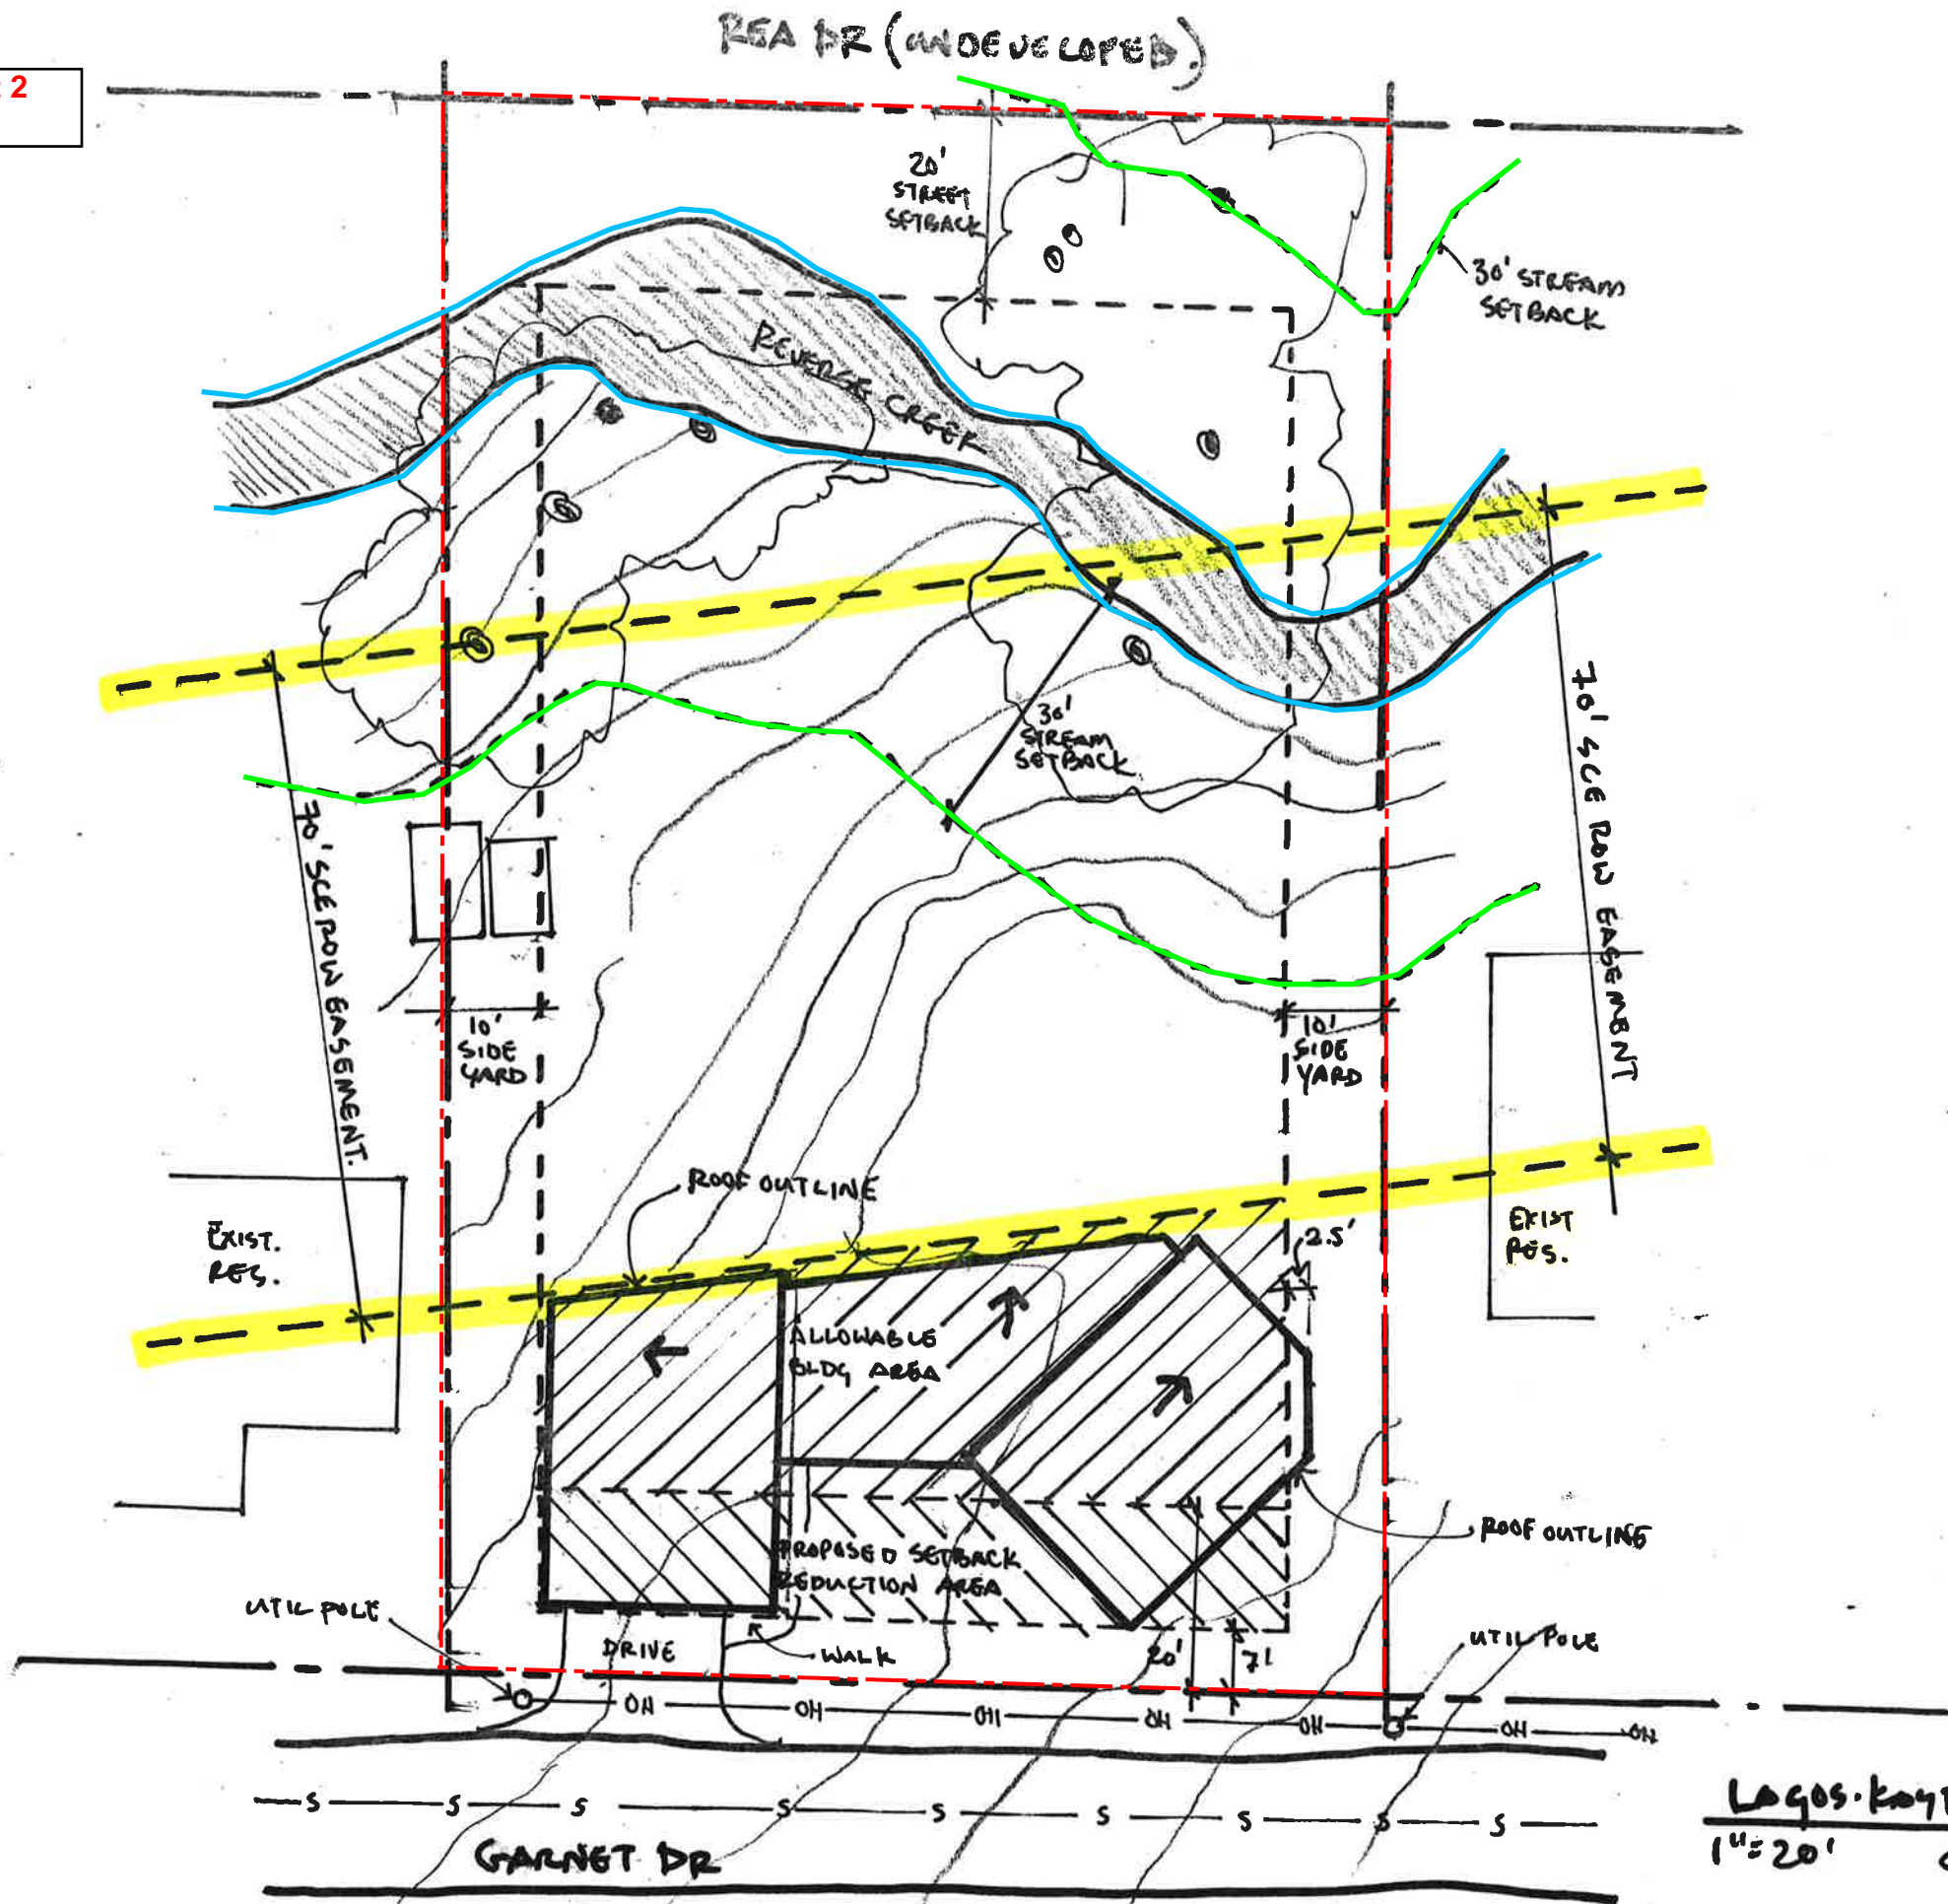 REA DR (UNDEVELOPED)
2
20'
STREET
SETBACK
30' STREAM
SETBACK
REVERSE CREEK
30'
STREAM
SETBACK
70' SCE ROW EASEMENT
70' SCE ROW EASEMENT.
10'
SIDE
YARD
10'
SIDE
YARD
ROOF OUTLINE
EXIST.
RES.
EXIST
RES.
2.5'
ALLOWABLE
BLDG AREA
ROOF OUTLINE
PROPOSED SETBACK
REDUCTION AREA
UTIL POLE
DRIVE
WALK
20'
7'
UTIL POLE
OH OH OH OH OH OH OH
S S S S S S S S S
GARNET DR
1"=20'